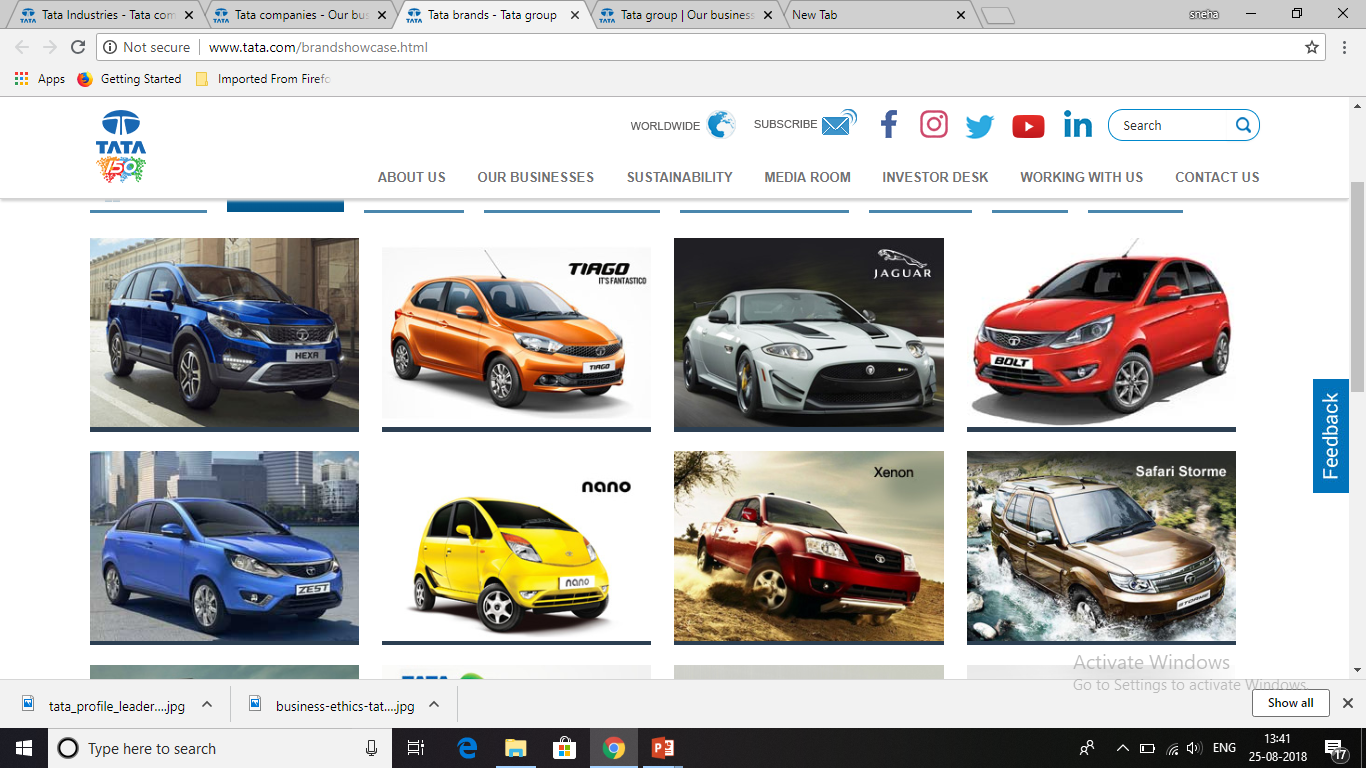 Tata Industries - Tata com
Tata companies - Our bus
Tata brands - Tata group
Tata group | Our business
New Tab
sneha
Not secure
www.tata.com/brandshowcase.html
Apps
Getting Started
Imported From Firefo
TATA
150
WORLDWIDE
SUBSCRIBE
Search
ABOUT US
OUR BUSINESSES
SUSTAINABILITY
MEDIA ROOM
INVESTOR DESK
WORKING WITH US
CONTACT US
HEXA
TIAGO
IT'S FANTASTICO
TIAGO
JAGUAR
BOLT
Feedback
ZEST
nano
nano
Xenon
Safari Storme
STORME
Activate Windows
Go to Settings to activate Windows.
tata_profile_leader....jpg
business-ethics-tat....jpg
Show all
Type here to search
ENG
13:41
25-08-2018
17